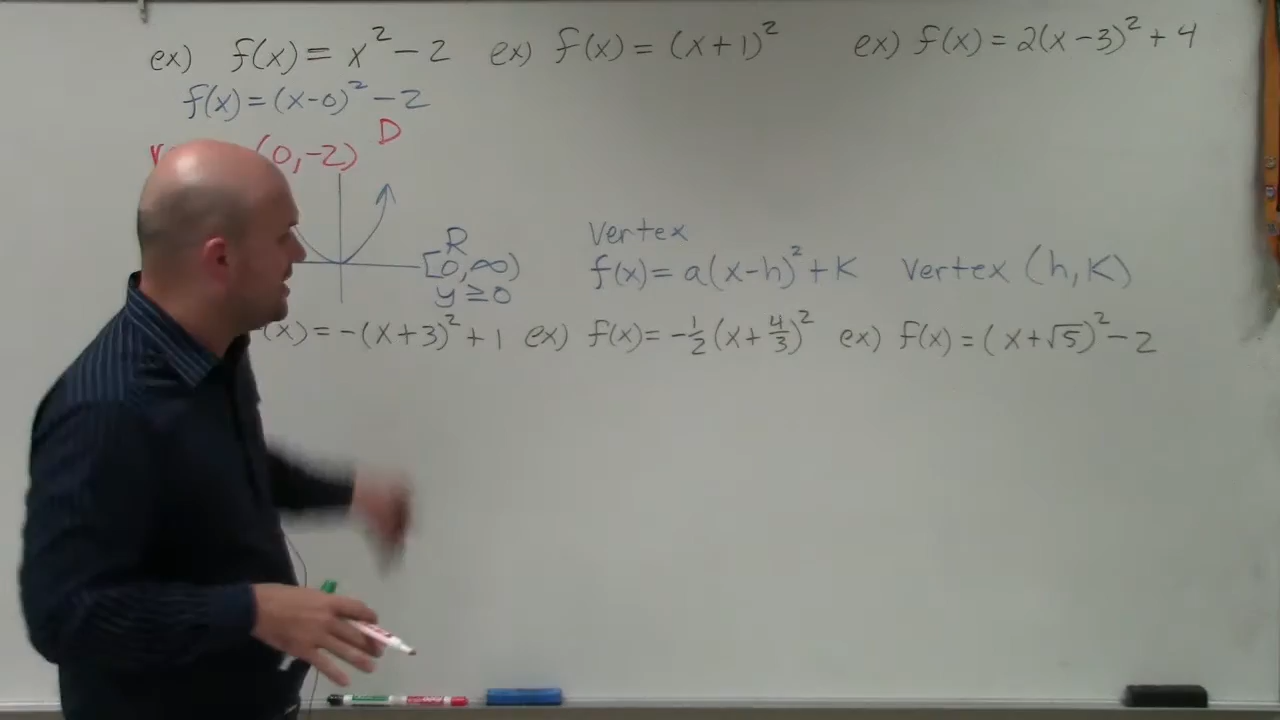 ex) f(x) = x² - 2 ex) f(x) = (x+1)² ex) f(x) = 2(x-3)² + 4
f(x) = (x-0)² - 2
(0,-2) D
R
[0,∞)
y ≥ 0
Vertex
f(x) = a(x-h)² + K Vertex (h,K)
(x) = -(x+3)² + 1 ex) f(x) = -1/2(x+4/3)² ex) f(x) = (x+√5)² - 2